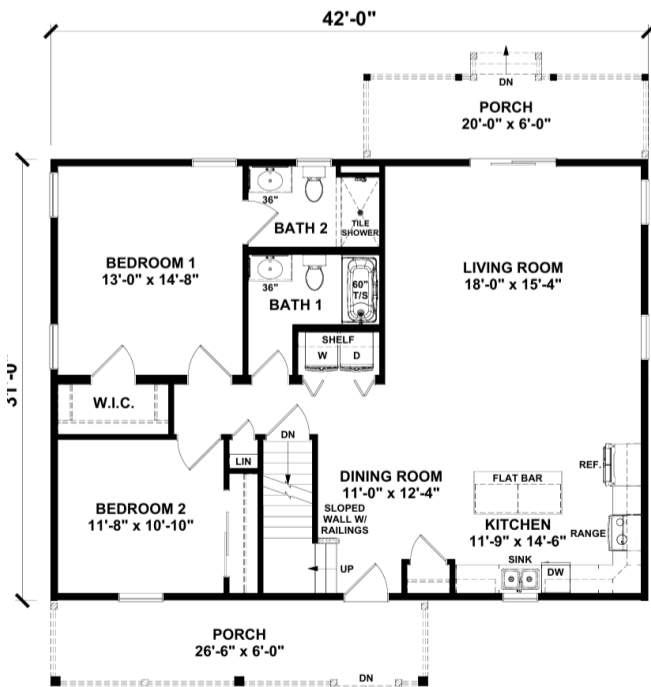 42'-0"
DN
PORCH
20'-0" x 6'-0"
36"
BATH 2
TILE
SHOWER
BEDROOM 1
13'-0" x 14'-8"
LIVING ROOM
18'-0" x 15'-4"
36"
BATH 1
60"
T/S
SHELF
W
D
31'-0"
W.I.C.
DN
LIN
DINING ROOM
11'-0" x 12'-4"
REF.
FLAT BAR
BEDROOM 2
11'-8" x 10'-10"
SLOPED
WALL W/
RAILINGS
KITCHEN
11'-9" x 14'-6"
RANGE
SINK
DW
UP
PORCH
26'-6" x 6'-0"
DN